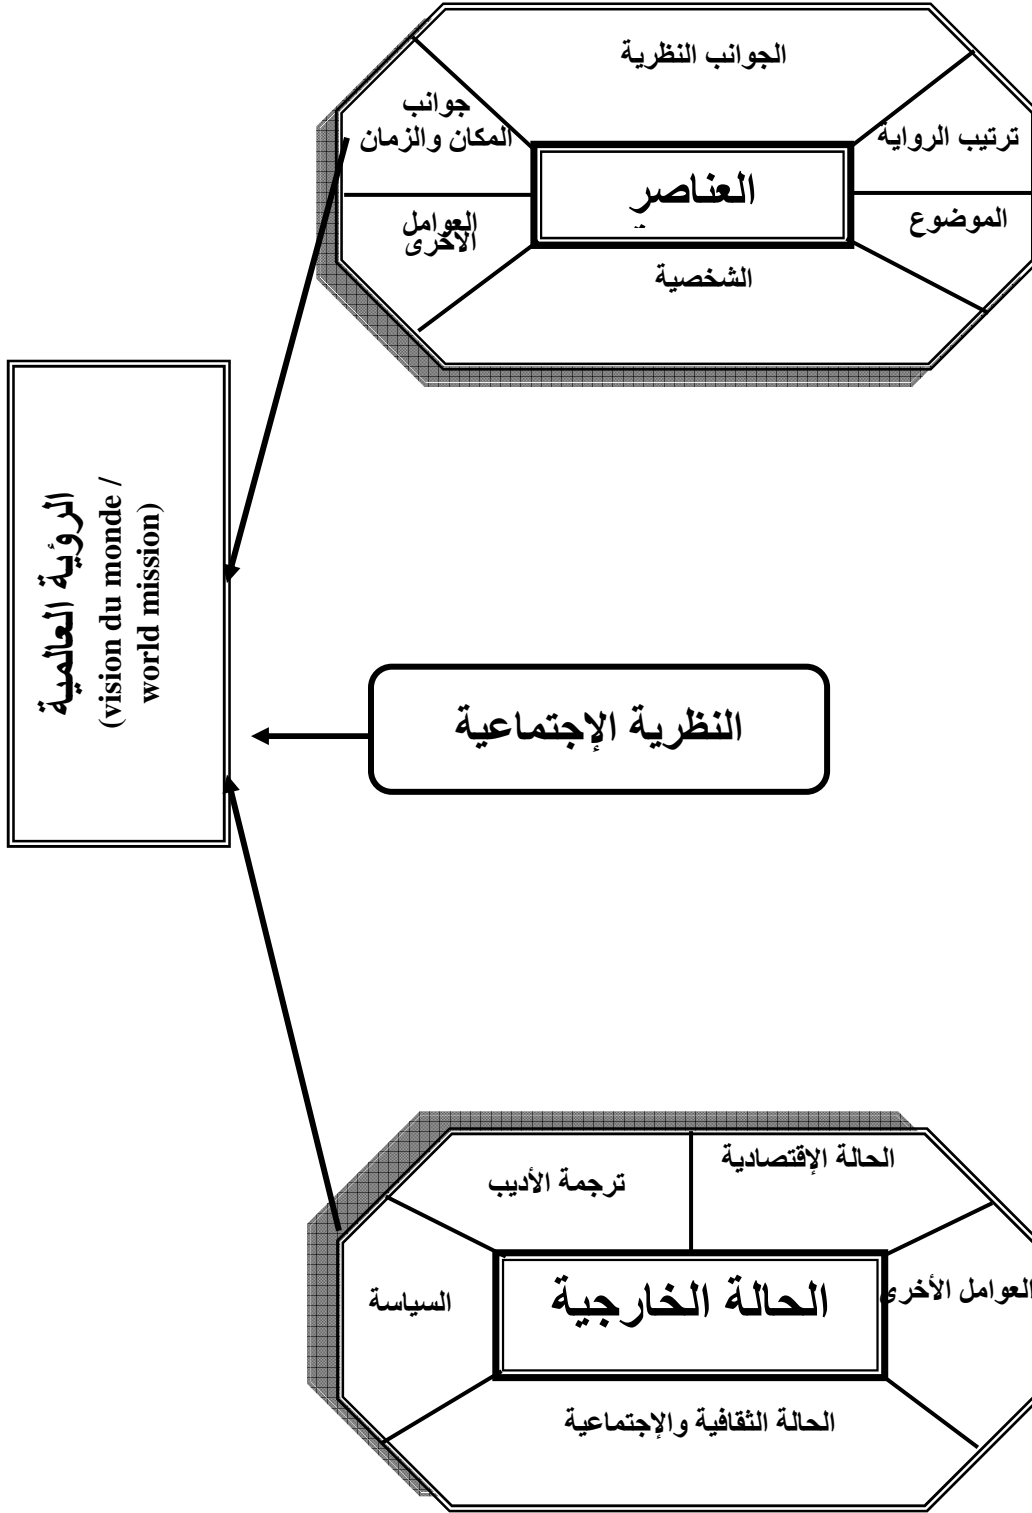 الجوانب النظرية
ترتيب الرواية
جوانب
المكان والزمان
العناصر
الموضوع
العوامل
الأخرى
الشخصية
الرؤية العالمية
(vision du monde /
world mission)
النظرية الإجتماعية
الحالة الإقتصادية
ترجمة الأديب
العوامل الأخرى
الحالة الخارجية
السياسة
الحالة الثقافية والإجتماعية